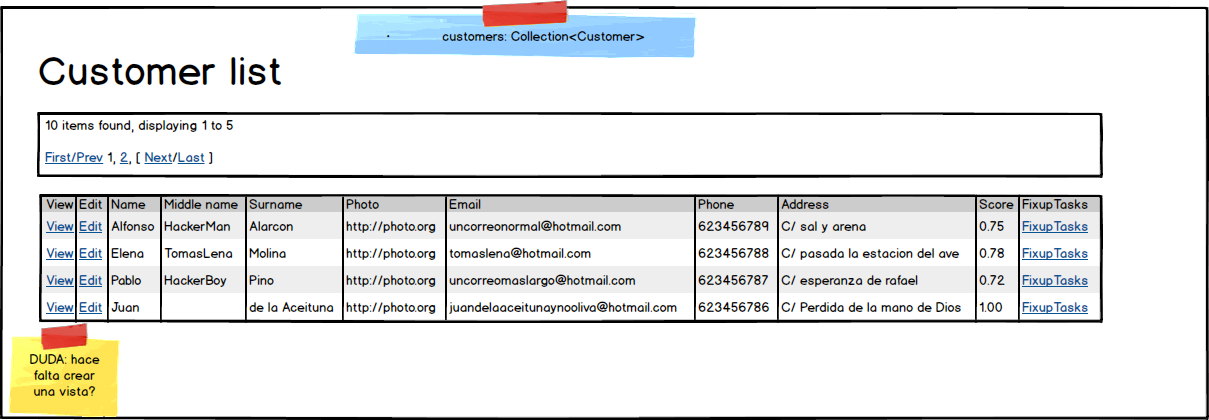 customers: Collection<Customer>
Customer list
10 items found, displaying 1 to 5
First/Prev 1, 2, [ Next/Last ]
View Edit Name Middle name Surname Photo Email Phone Address Score FixupTasks
View Edit Alfonso HackerMan Alarcon http://photo.org uncorreonormal@hotmail.com 623456789 C/ sal y arena 0.75 FixupTasks
View Edit Elena TomasLena Molina http://photo.org tomaslena@hotmail.com 623456788 C/ pasada la estacion del ave 0.78 FixupTasks
View Edit Pablo HackerBoy Pino http://photo.org uncorreomaslargo@hotmail.com 623456787 C/ esperanza de rafael 0.72 FixupTasks
View Edit Juan de la Aceituna http://photo.org juandelaaceitunaynooliva@hotmail.com 623456786 C/ Perdida de la mano de Dios 1.00 FixupTasks
DUDA: hace
falta crear
una vista?